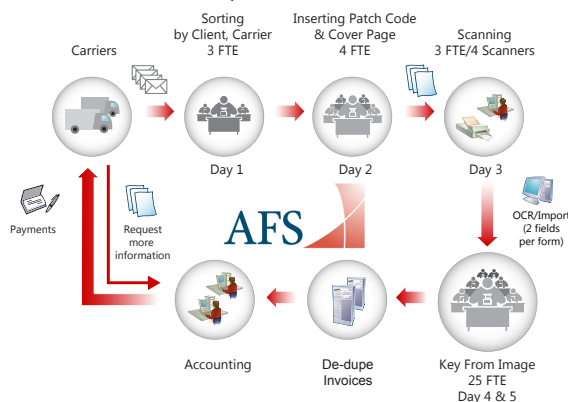 Carriers
Sorting
by Client, Carrier
3 FTE
Inserting Patch Code
& Cover Page
4 FTE
Scanning
3 FTE/4 Scanners
Day 1
Day 2
Day 3
Payments
Request
more
information
AFS
OCR/Import
(2 fields
per form)
Accounting
De-dupe
Invoices
Key From Image
25 FTE
Day 4 & 5